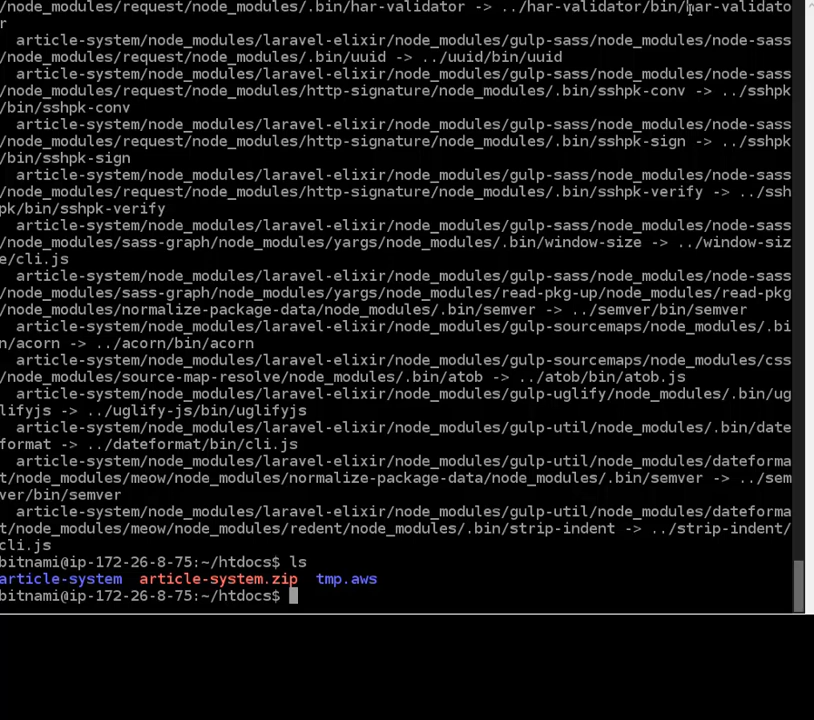 /node_modules/request/node_modules/.bin/har-validator -> ../har-validator/bin/har-validato
r
  article-system/node_modules/laravel-elixir/node_modules/gulp-sass/node_modules/node-sass
/node_modules/request/node_modules/.bin/uuid -> ../uuid/bin/uuid
  article-system/node_modules/laravel-elixir/node_modules/gulp-sass/node_modules/node-sass
/node_modules/request/node_modules/http-signature/node_modules/.bin/sshpk-conv -> ../sshpk
/bin/sshpk-conv
  article-system/node_modules/laravel-elixir/node_modules/gulp-sass/node_modules/node-sass
/node_modules/request/node_modules/http-signature/node_modules/.bin/sshpk-sign -> ../sshpk
/bin/sshpk-sign
  article-system/node_modules/laravel-elixir/node_modules/gulp-sass/node_modules/node-sass
/node_modules/request/node_modules/http-signature/node_modules/.bin/sshpk-verify -> ../ssh
pk/bin/sshpk-verify
  article-system/node_modules/laravel-elixir/node_modules/gulp-sass/node_modules/node-sass
/node_modules/sass-graph/node_modules/yargs/node_modules/.bin/window-size -> ../window-siz
e/cli.js
  article-system/node_modules/laravel-elixir/node_modules/gulp-sass/node_modules/node-sass
/node_modules/sass-graph/node_modules/yargs/node_modules/read-pkg-up/node_modules/read-pkg
/node_modules/normalize-package-data/node_modules/.bin/semver -> ../semver/bin/semver
  article-system/node_modules/laravel-elixir/node_modules/gulp-sourcemaps/node_modules/.bi
n/acorn -> ../acorn/bin/acorn
  article-system/node_modules/laravel-elixir/node_modules/gulp-sourcemaps/node_modules/css
/node_modules/source-map-resolve/node_modules/.bin/atob -> ../atob/bin/atob.js
  article-system/node_modules/laravel-elixir/node_modules/gulp-uglify/node_modules/.bin/ug
lifyjs -> ../uglify-js/bin/uglifyjs
  article-system/node_modules/laravel-elixir/node_modules/gulp-util/node_modules/.bin/date
format -> ../dateformat/bin/cli.js
  article-system/node_modules/laravel-elixir/node_modules/gulp-util/node_modules/dateforma
t/node_modules/meow/node_modules/normalize-package-data/node_modules/.bin/semver -> ../sem
ver/bin/semver
  article-system/node_modules/laravel-elixir/node_modules/gulp-util/node_modules/dateforma
t/node_modules/meow/node_modules/redent/node_modules/.bin/strip-indent -> ../strip-indent/
cli.js
bitnami@ip-172-26-8-75:~/htdocs$ ls
article-system  article-system.zip  tmp.aws
bitnami@ip-172-26-8-75:~/htdocs$